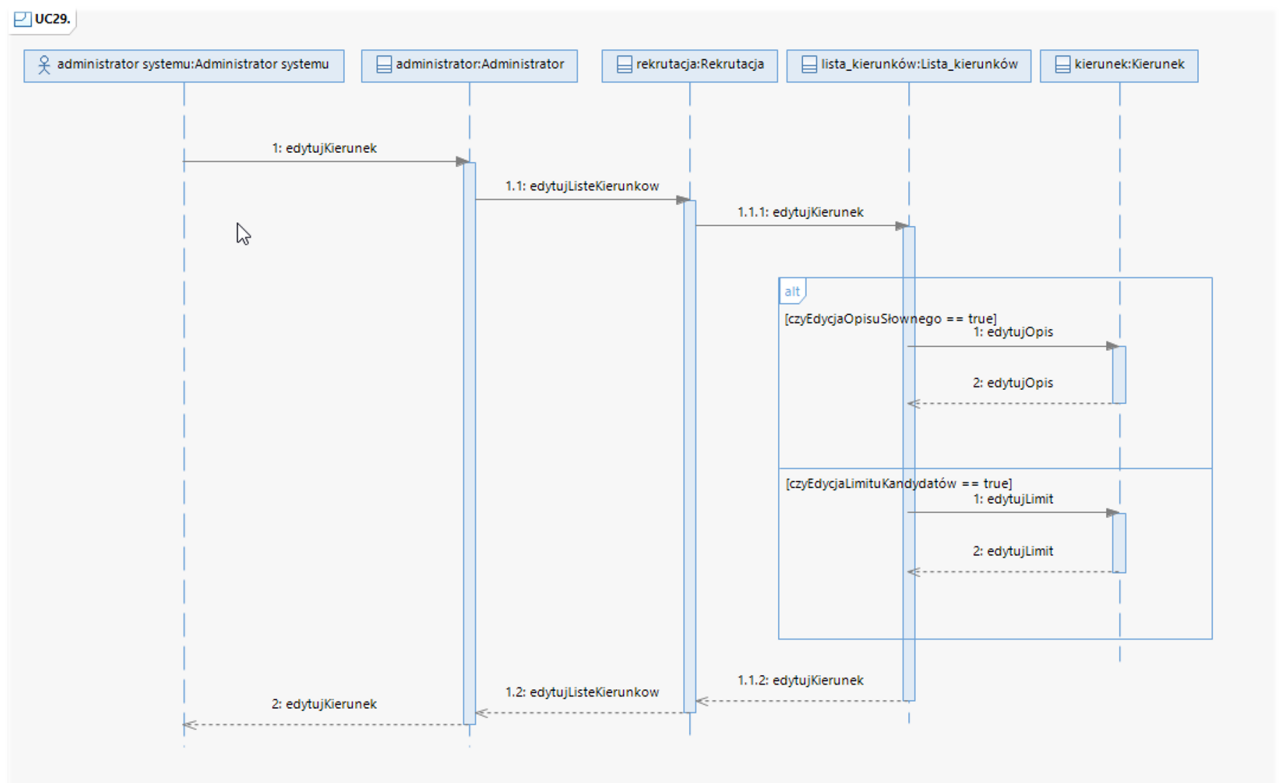 UC29.
administrator systemu:Administrator systemu
administrator:Administrator
rekrutacja:Rekrutacja
lista_kierunków:Lista_kierunków
kierunek:Kierunek
1: edytujKierunek
1.1: edytujListeKierunkow
1.1.1: edytujKierunek
alt
[czyEdycjaOpisuSłownego == true]
1: edytujOpis
2: edytujOpis
[czyEdycjaLimituKandydatów == true]
1: edytujLimit
2: edytujLimit
1.1.2: edytujKierunek
1.2: edytujListeKierunkow
2: edytujKierunek